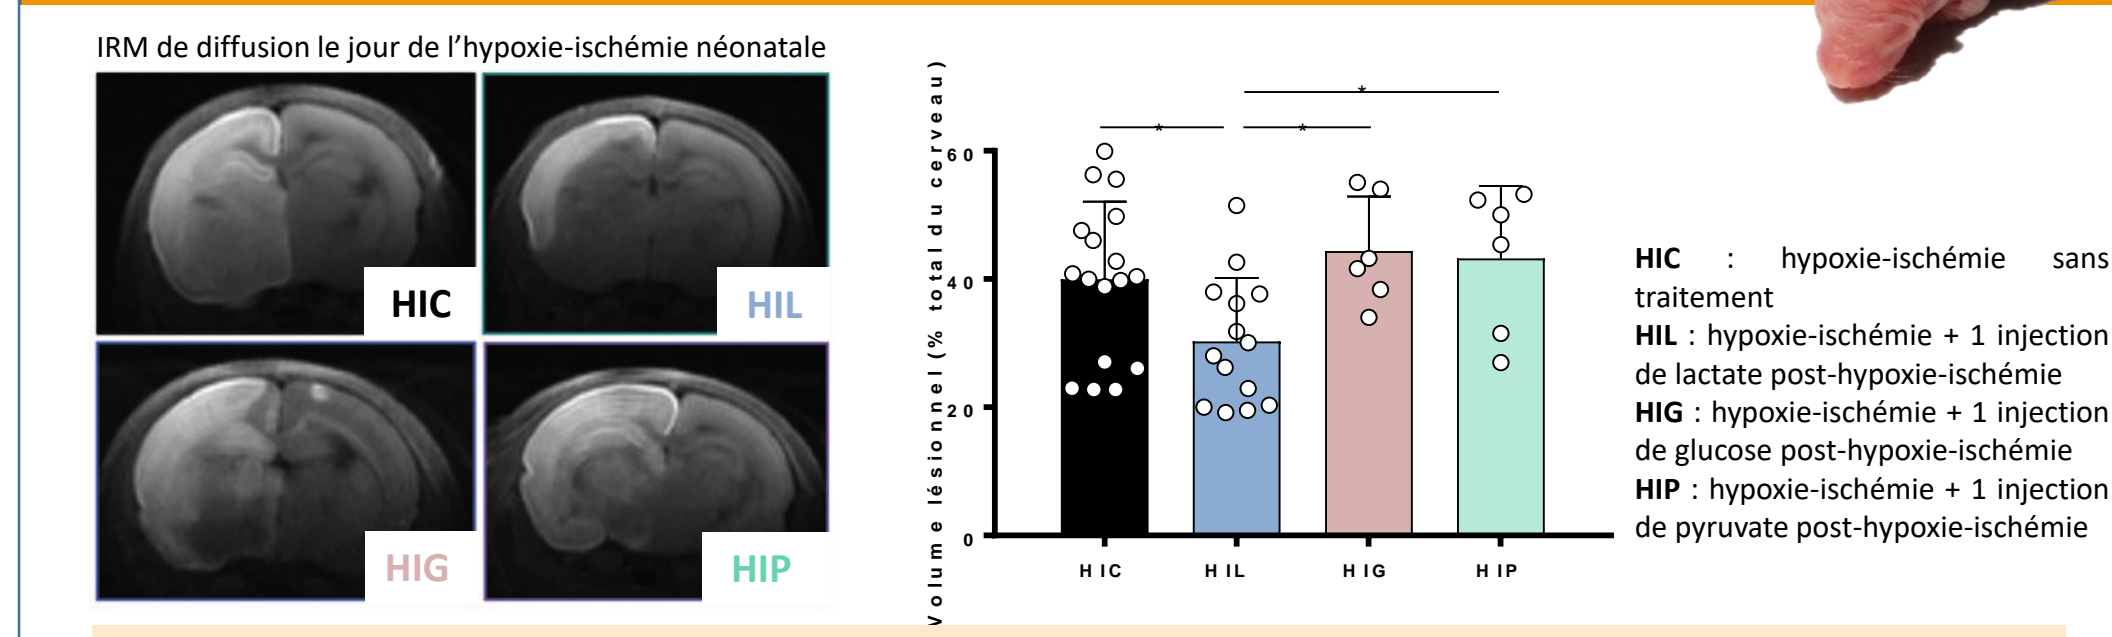 IRM de diffusion le jour de l’hypoxie-ischémie néonatale
HIC
HIL
HIG
HIP
Volume lésionnel (% total du cerveau)
*
* *
60
40
20
0
HIC HIL HIG HIP
HIC : hypoxie-ischémie sans
traitement
HIL : hypoxie-ischémie + 1 injection
de lactate post-hypoxie-ischémie
HIG : hypoxie-ischémie + 1 injection
de glucose post-hypoxie-ischémie
HIP : hypoxie-ischémie + 1 injection
de pyruvate post-hypoxie-ischémie